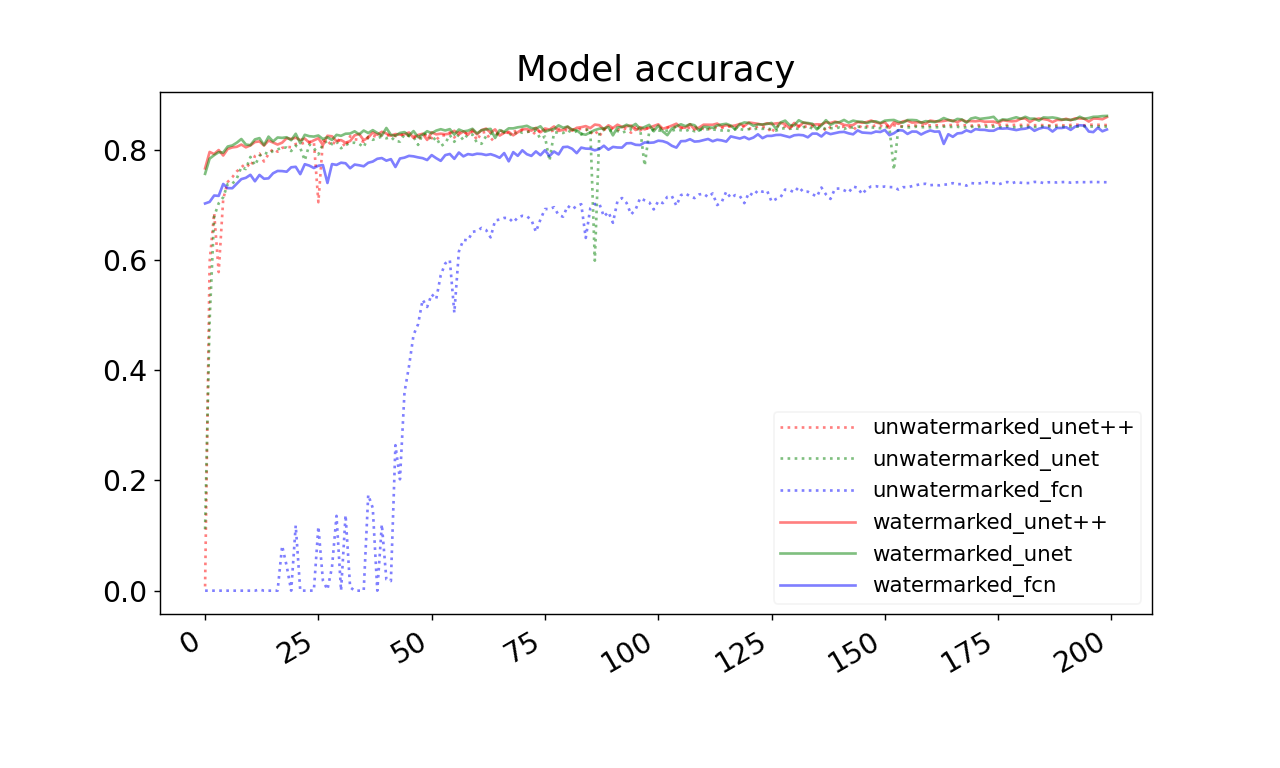 Model accuracy
0.8
0.6
0.4
0.2
0.0
unwatermarked_unet++
unwatermarked_unet
unwatermarked_fcn
watermarked_unet++
watermarked_unet
watermarked_fcn
0 25 50 75 100 125 150 175 200